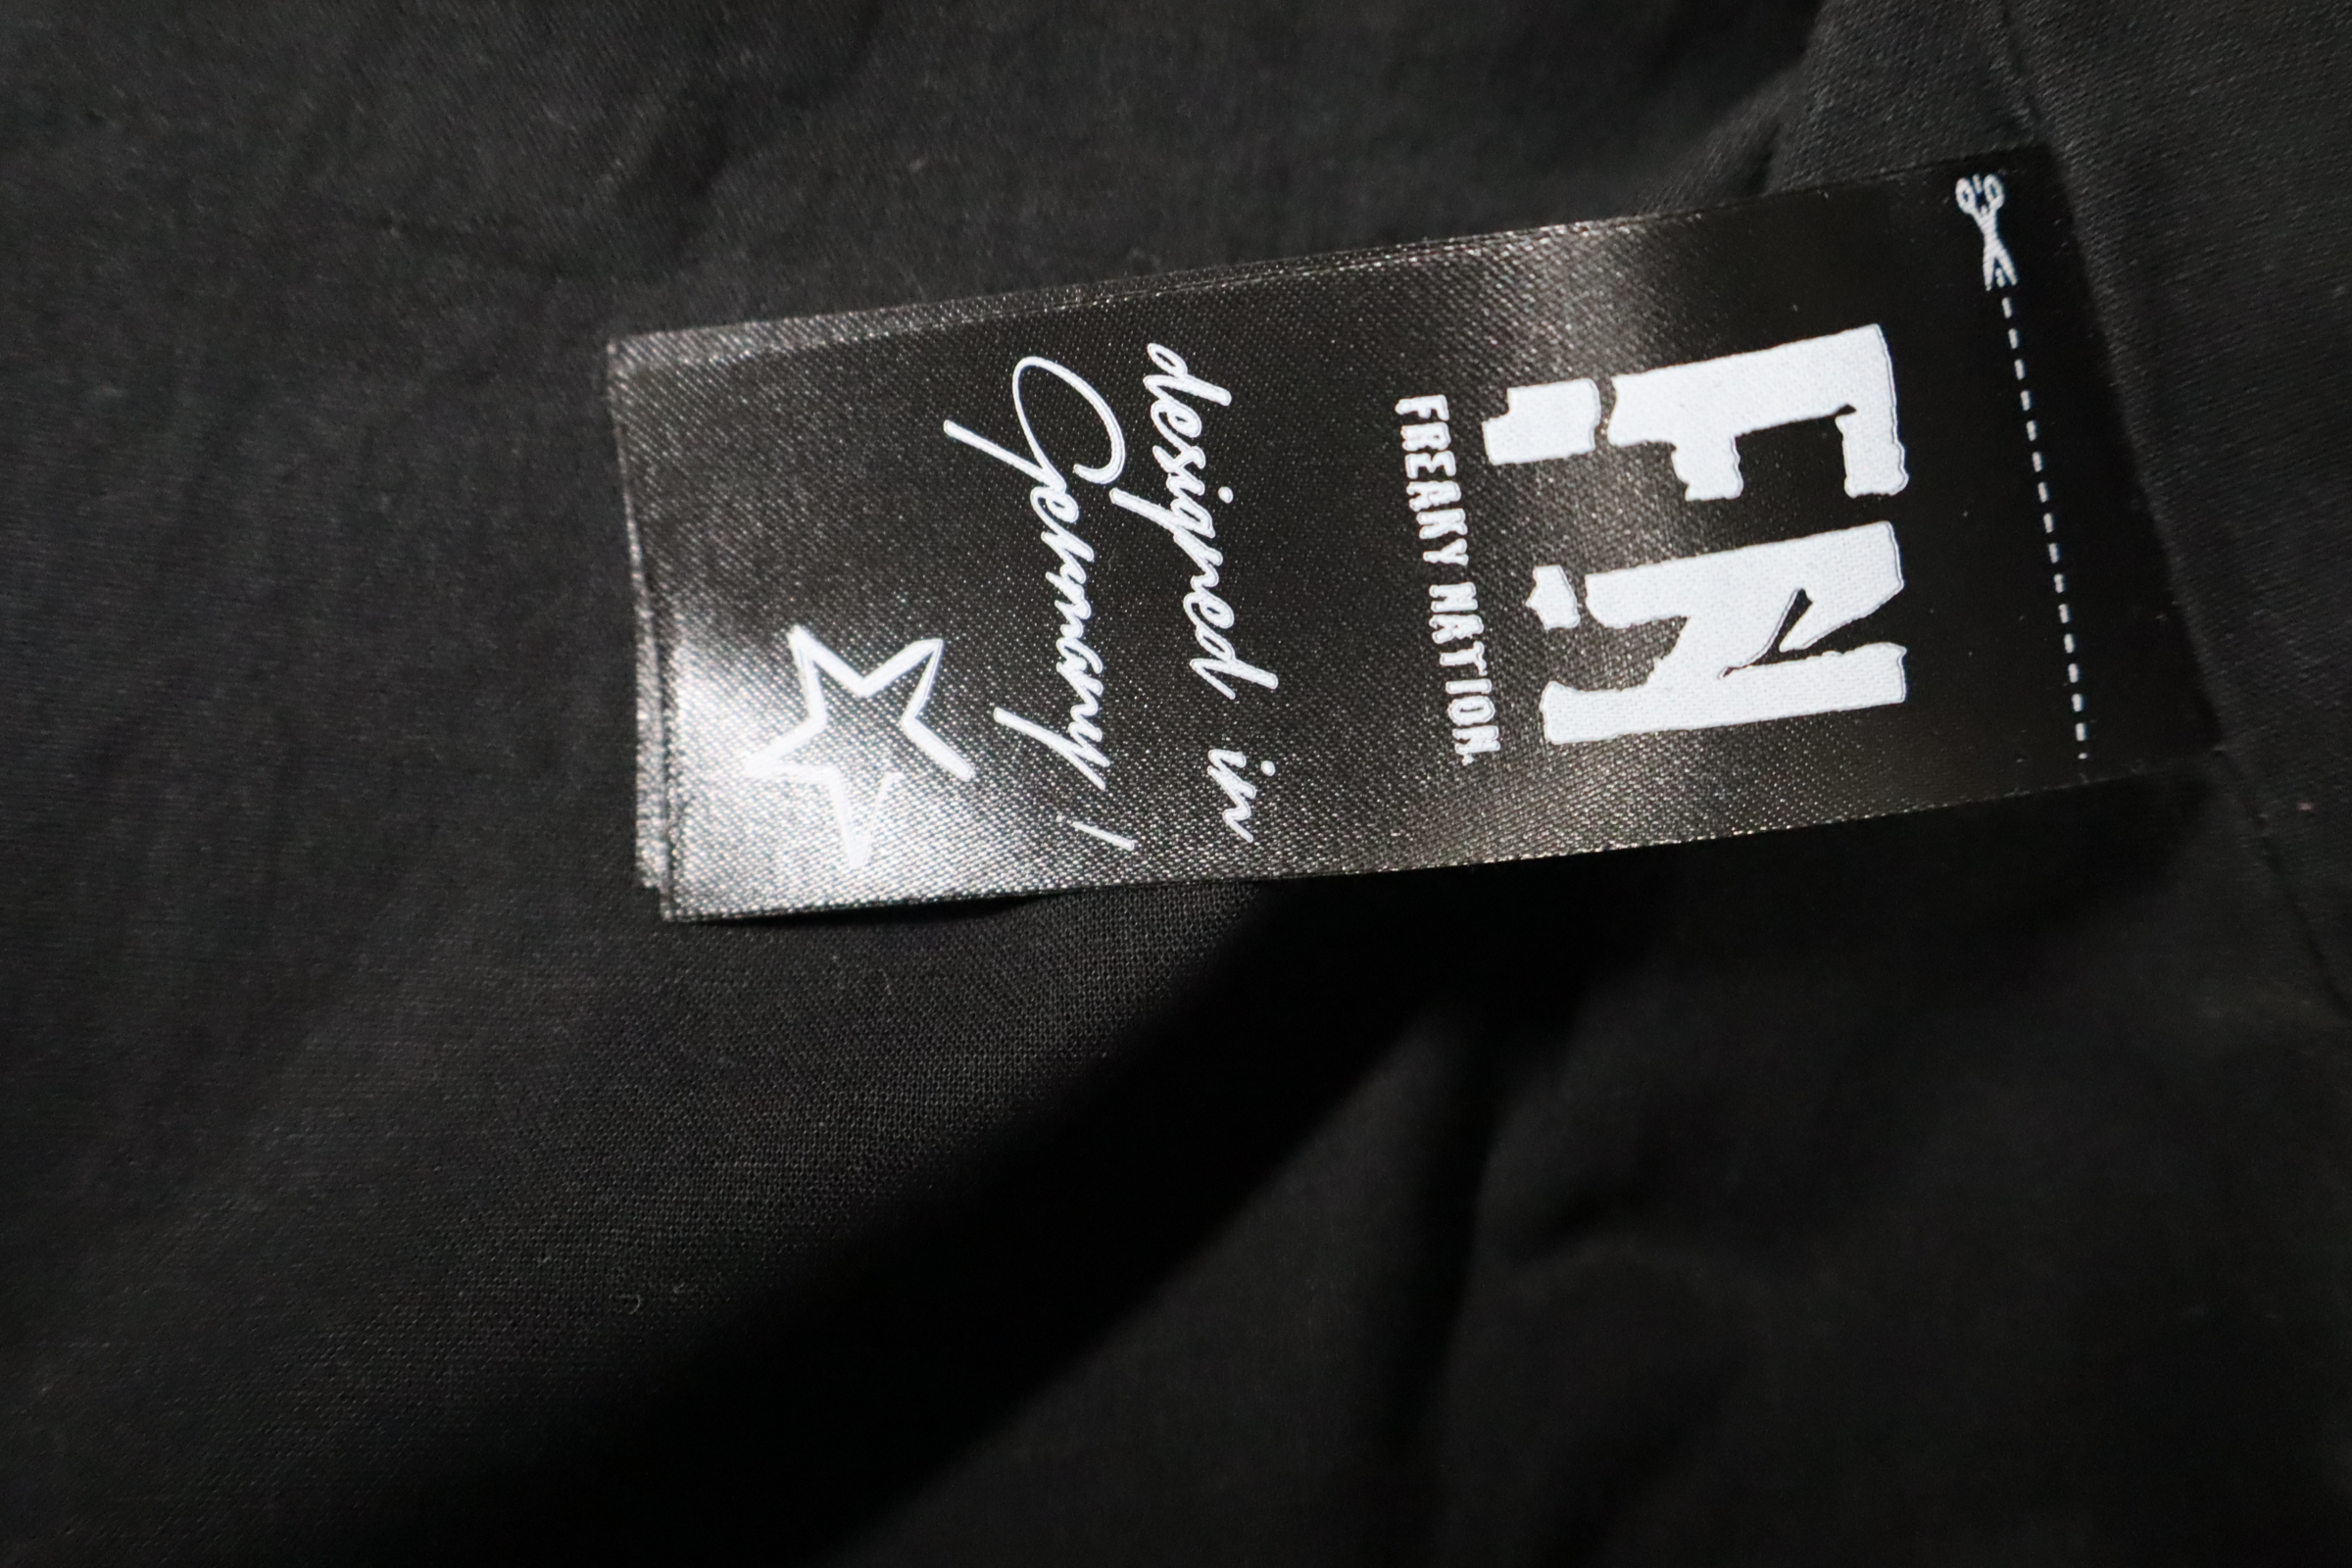 FN
FREAKY NATION
designed in
Germany!